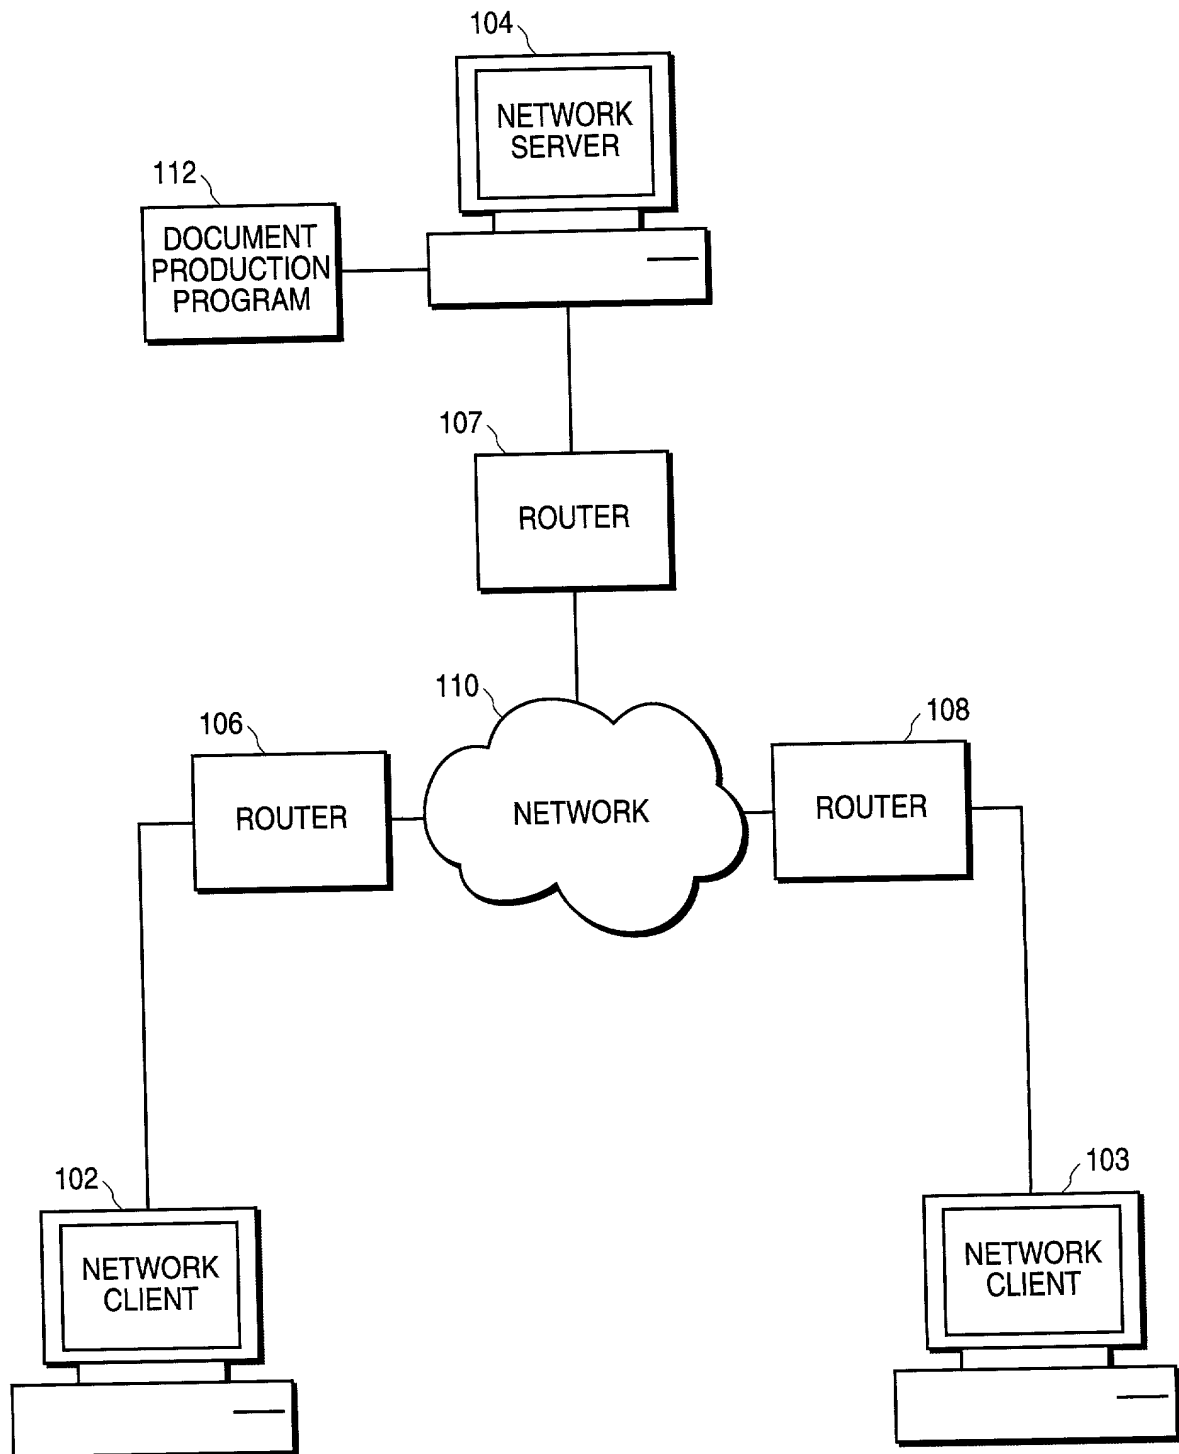 104
NETWORK
SERVER
112
DOCUMENT
PRODUCTION
PROGRAM
107
ROUTER
110
NETWORK
106
ROUTER
108
ROUTER
102
NETWORK
CLIENT
103
NETWORK
CLIENT